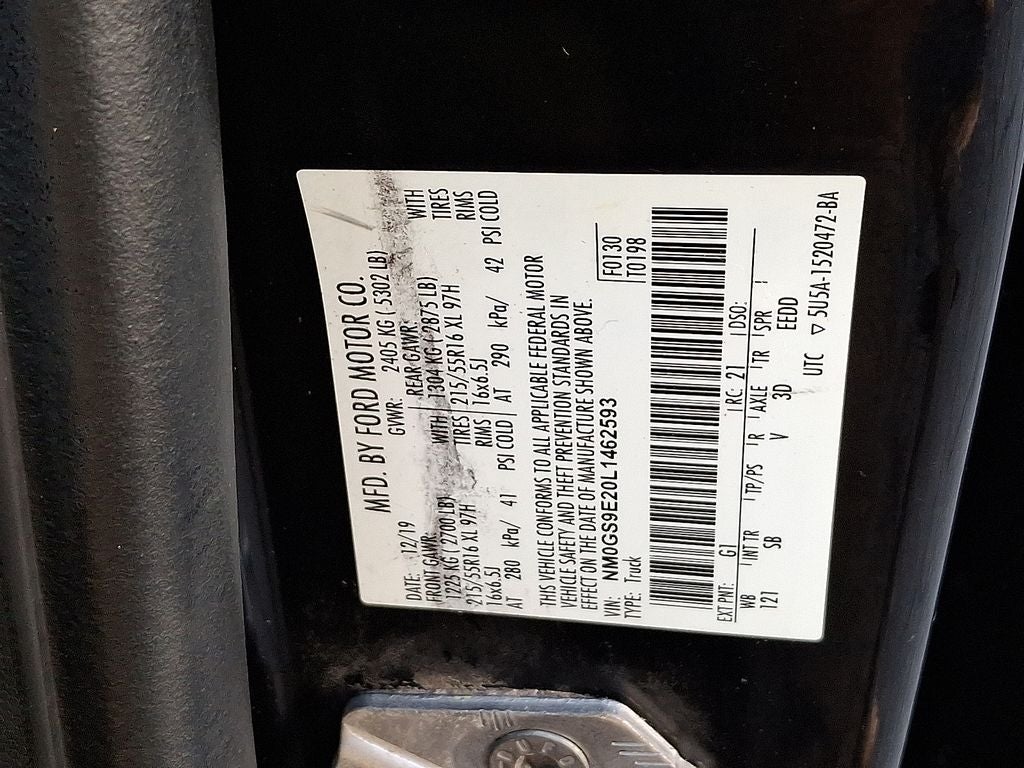 MFD. BY FORD MOTOR CO.
DATE: 12/19 GVWR: 2405 KG ( 5302 LB)
FRONT GAWR: REAR GAWR:
1225 KG ( 2700 LB) WITH 1304 KG ( 2875 LB) WITH
215/55R16 XL 97H TIRES 215/55R16 XL 97H TIRES
16x6.5J RIMS 16x6.5J RIMS
AT 280 kPa/ 41 PSI COLD AT 290 kPa/ 42 PSI COLD
THIS VEHICLE CONFORMS TO ALL APPLICABLE FEDERAL MOTOR
VEHICLE SAFETY AND THEFT PREVENTION STANDARDS IN
EFFECT ON THE DATE OF MANUFACTURE SHOWN ABOVE.
VIN: NM0GS9E20L1462593 F0130
TYPE: Truck T0198
EXT PNT: G1 RC: 21 DSO:
WB INT TR TP/PS R AXLE TR SPR
121 SB V 3D EEDD
UTC ▽ 5U5A-1520472-BA